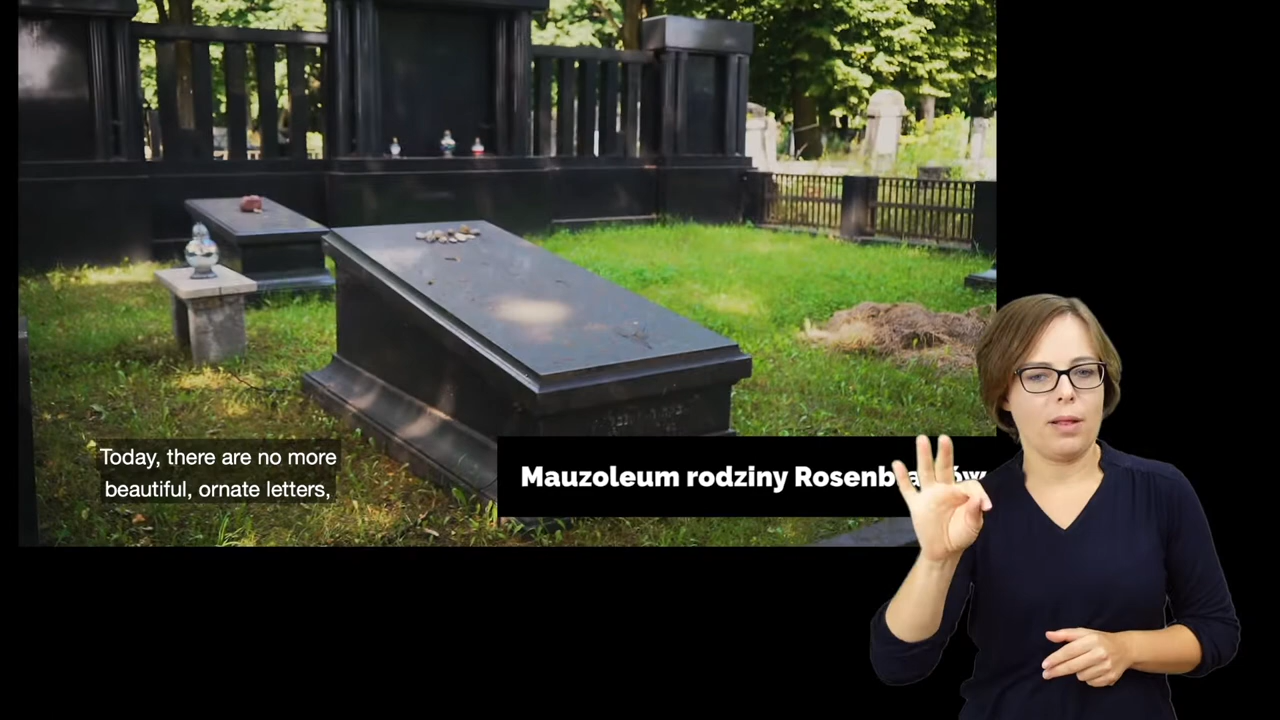 Today, there are no more
beautiful, ornate letters,
Mauzoleum rodziny